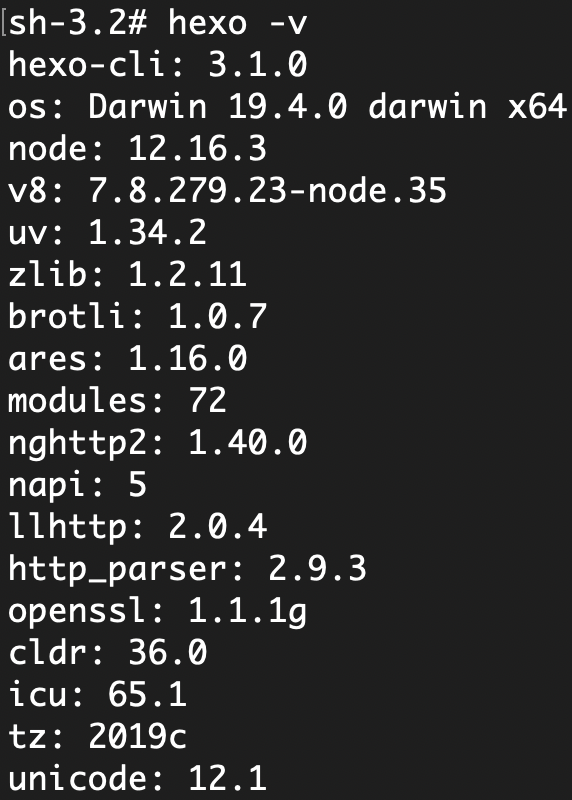 [sh-3.2# hexo -v
hexo-cli: 3.1.0
os: Darwin 19.4.0 darwin x64
node: 12.16.3
v8: 7.8.279.23-node.35
uv: 1.34.2
zlib: 1.2.11
brotli: 1.0.7
ares: 1.16.0
modules: 72
nghttp2: 1.40.0
napi: 5
llhttp: 2.0.4
http_parser: 2.9.3
openssl: 1.1.1g
cldr: 36.0
icu: 65.1
tz: 2019c
unicode: 12.1